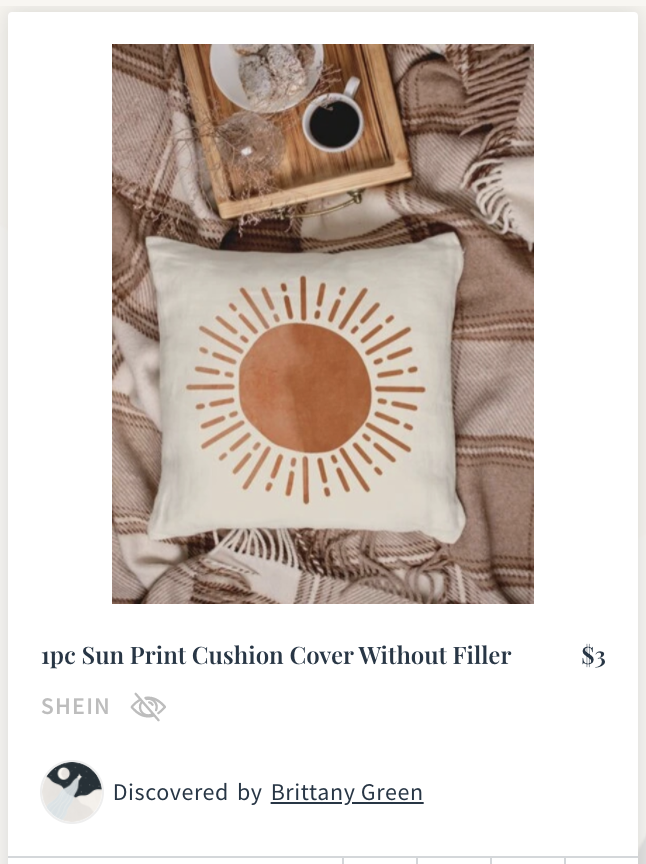 1pc Sun Print Cushion Cover Without Filler $3
SHEIN
Discovered by Brittany Green